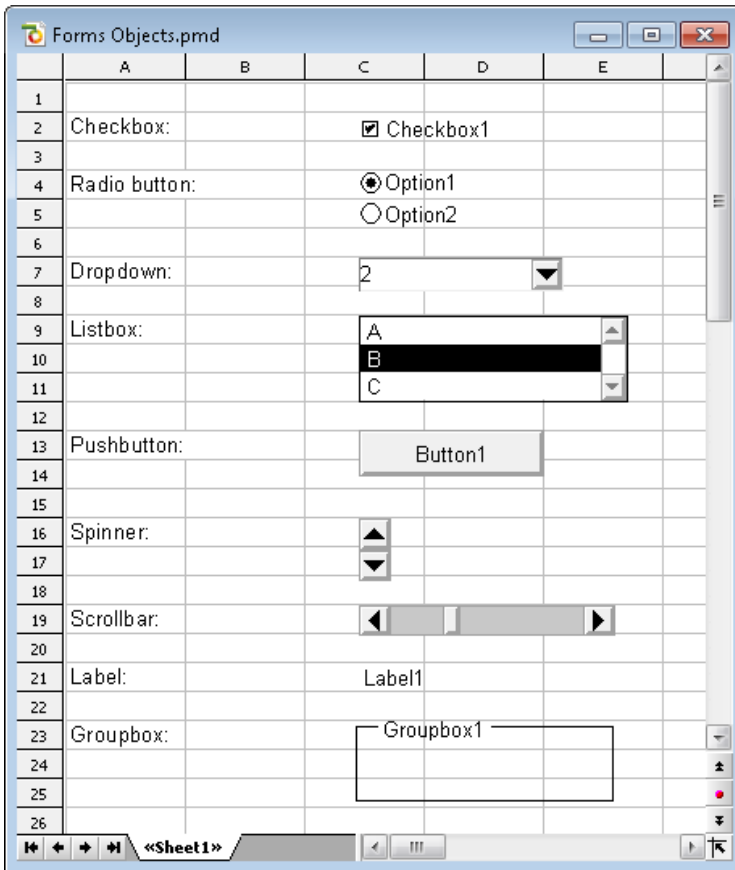 Forms Objects.pmd
A B C D E
1
2 Checkbox: Checkbox1
3
4 Radio button: Option1
5 Option2
6
7 Dropdown: 2
8
9 Listbox: A
10 B
11 C
12
13 Pushbutton: Button1
14
15
16 Spinner:
17
18
19 Scrollbar:
20
21 Label: Label1
22
23 Groupbox: Groupbox1
24
25
26
«Sheet1»